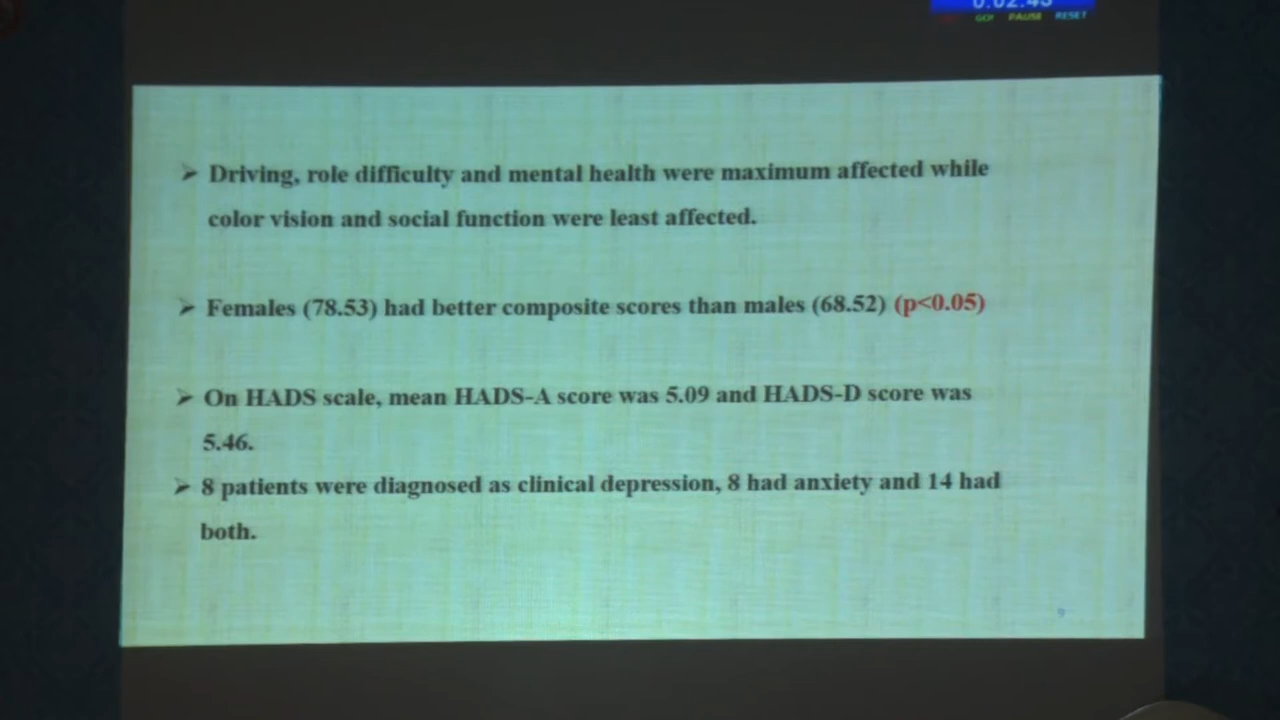 GO! PAUSE RESET
➢ Driving, role difficulty and mental health were maximum affected while
color vision and social function were least affected.
➢ Females (78.53) had better composite scores than males (68.52) (p<0.05)
➢ On HADS scale, mean HADS-A score was 5.09 and HADS-D score was
5.46.
➢ 8 patients were diagnosed as clinical depression, 8 had anxiety and 14 had
both.
9